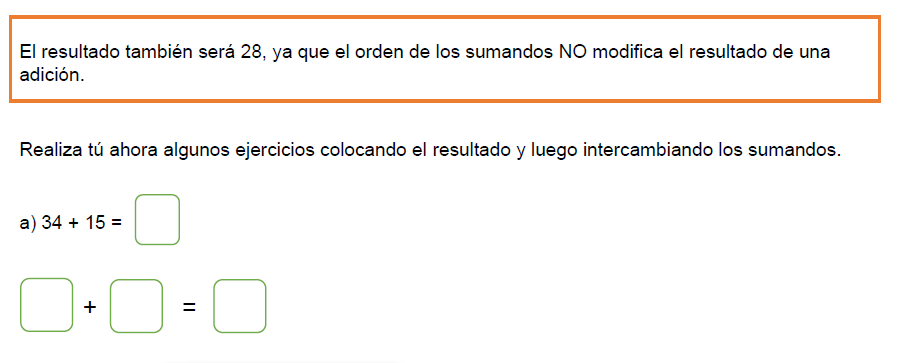 El resultado también será 28, ya que el orden de los sumandos NO modifica el resultado de una
adición.
Realiza tú ahora algunos ejercicios colocando el resultado y luego intercambiando los sumandos.
a) 34 + 15 =
+ =